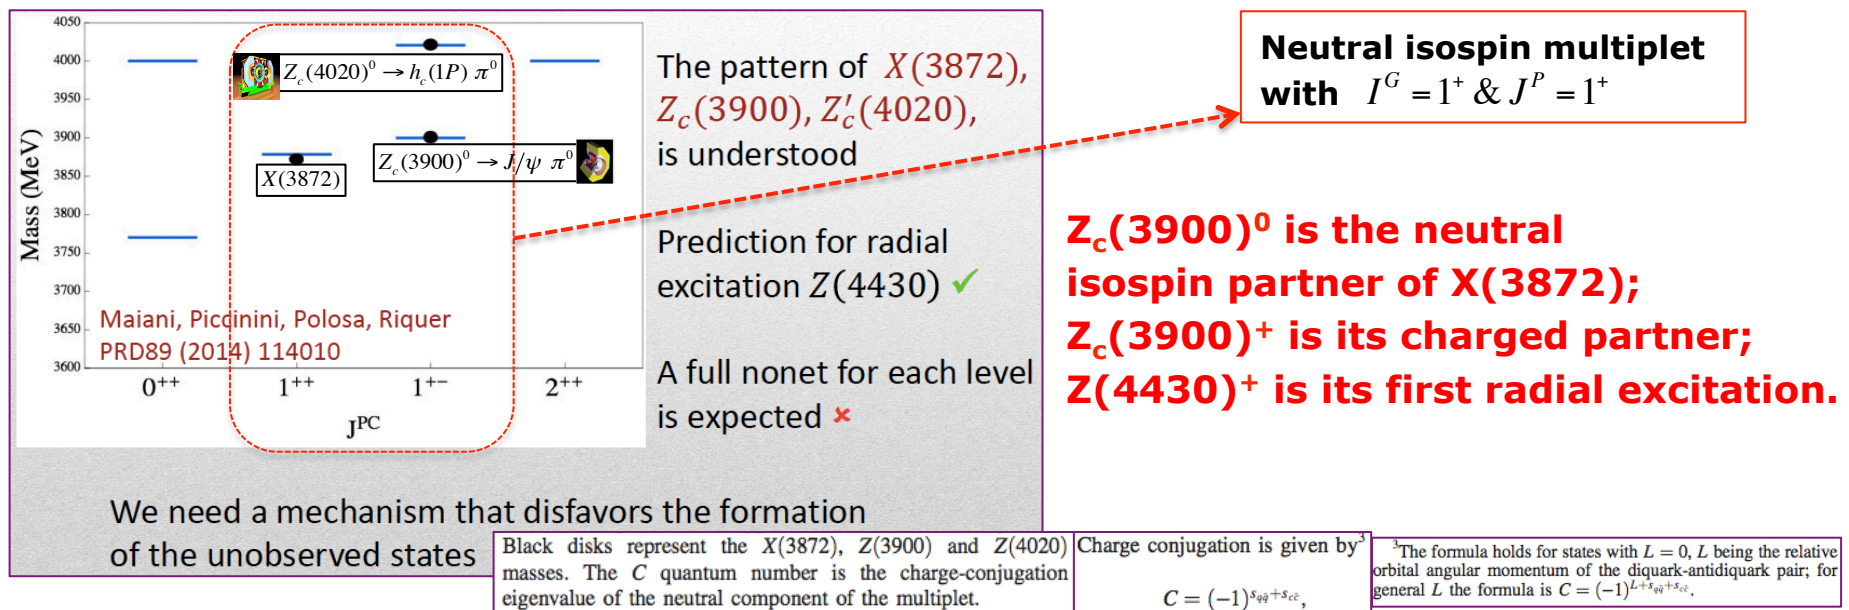 4050
4000
3950
3900
3850
3800
3750
3700
3650
3600
Mass (MeV)
Z_c(4020)^0 → h_c(1P) π^0
Z_c(3900)^0 → J/ψ π^0
X(3872)
Maiani, Piccinini, Polosa, Riquer
PRD89 (2014) 114010
0++ 1++ 1+- 2++
J^PC
The pattern of X(3872),
Z_c(3900), Z'_c(4020),
is understood
Prediction for radial
excitation Z(4430) ✓
A full nonet for each level
is expected ×
We need a mechanism that disfavors the formation
of the unobserved states
Neutral isospin multiplet
with I^G = 1^+ & J^P = 1^+
Z_c(3900)^0 is the neutral
isospin partner of X(3872);
Z_c(3900)^+ is its charged partner;
Z(4430)^+ is its first radial excitation.
Black disks represent the X(3872), Z(3900) and Z(4020)
masses. The C quantum number is the charge-conjugation
eigenvalue of the neutral component of the multiplet.
Charge conjugation is given by^3
C = (-1)^{s_{qq̄}+s_{cc̄}},
^3The formula holds for states with L = 0, L being the relative
orbital angular momentum of the diquark-antidiquark pair; for
general L the formula is C = (-1)^{L+s_{qq̄}+s_{cc̄}}.